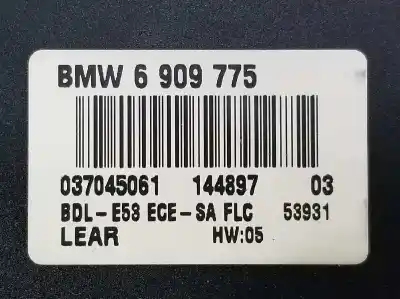 BMW 6 909 775
037045061 144897 03
BDL-E53 ECE-SA FLC 53931
LEAR HW:05